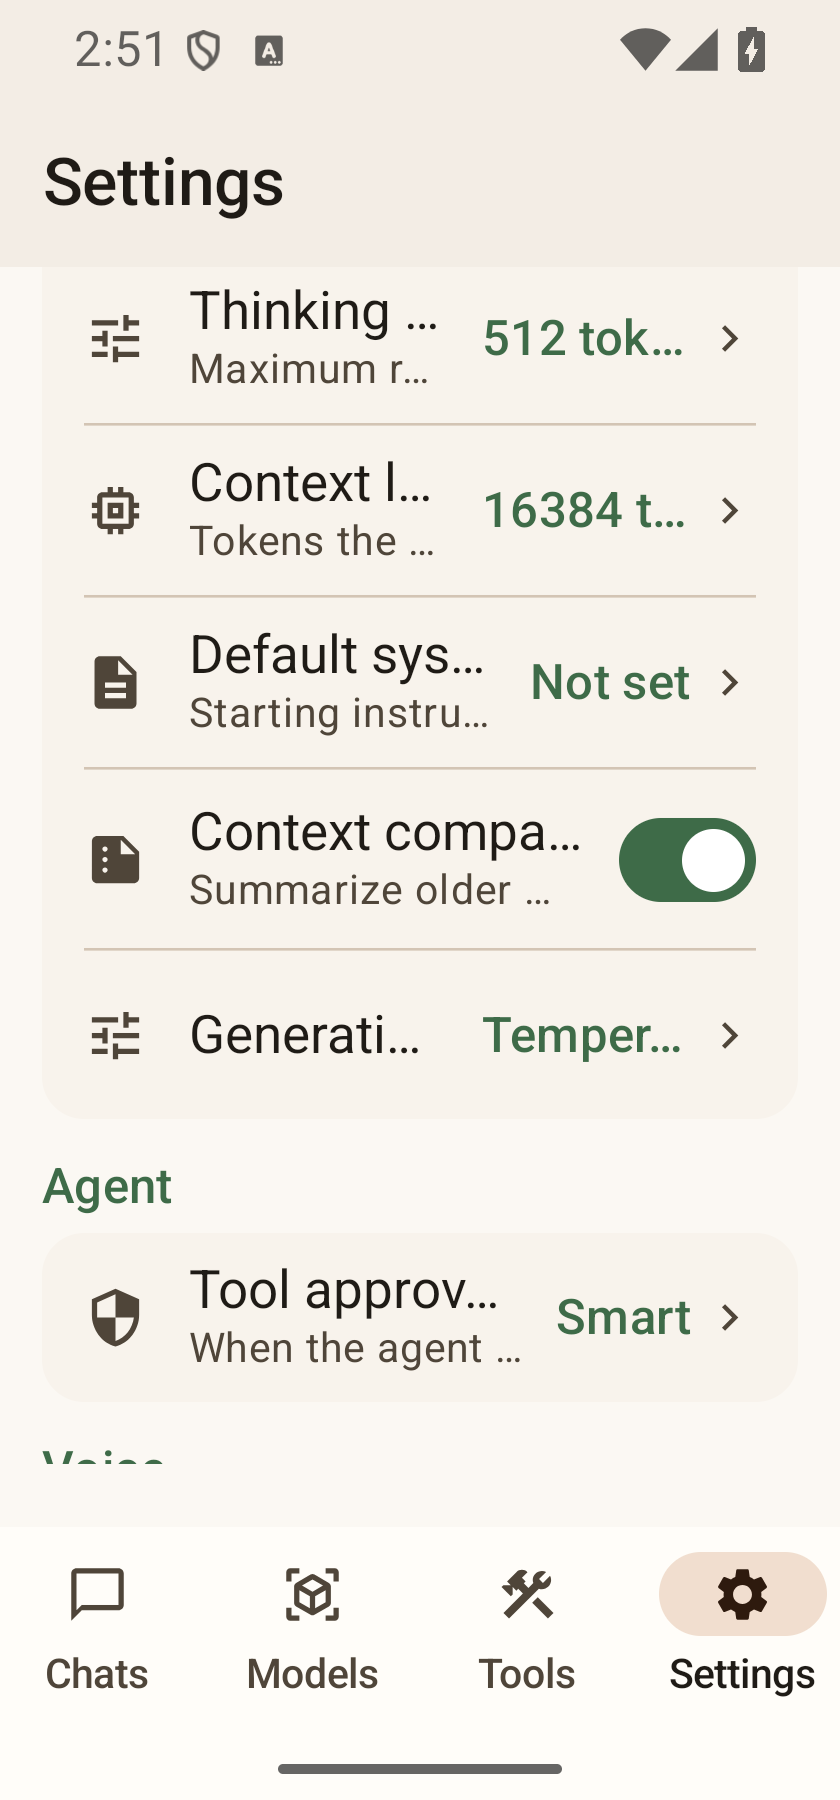 2:51
Settings
Thinking …
Maximum r…
512 tok…
Context l…
Tokens the …
16384 t…
Default sys…
Starting instru…
Not set
Context compa…
Summarize older …
Generati…
Temper…
Agent
Tool approv…
When the agent …
Smart
Voice
Chats
Models
Tools
Settings